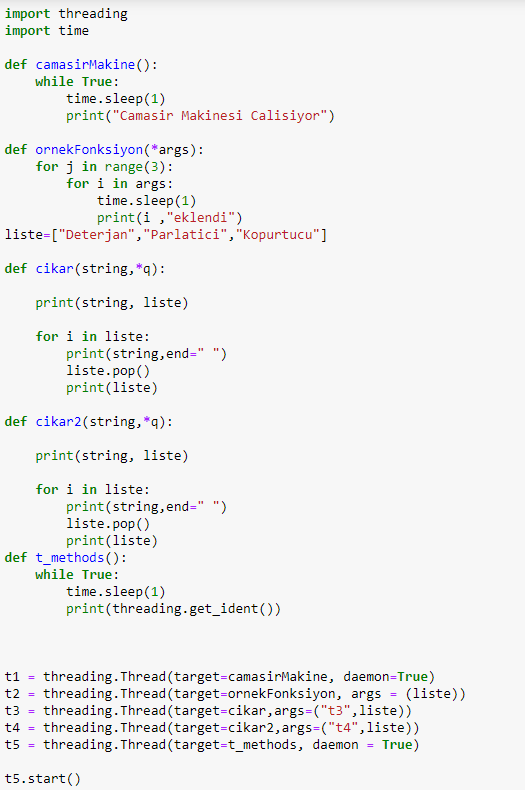 import threading
import time
def camasirMakine():
    while True:
        time.sleep(1)
        print("Camasir Makinesi Calisiyor")
def ornekFonksiyon(*args):
    for j in range(3):
        for i in args:
            time.sleep(1)
            print(i ,"eklendi")
liste=["Deterjan","Parlatici","Kopurtucu"]
def cikar(string,*q):
    print(string, liste)
    for i in liste:
        print(string,end=" ")
        liste.pop()
        print(liste)
def cikar2(string,*q):
    print(string, liste)
    for i in liste:
        print(string,end=" ")
        liste.pop()
        print(liste)
def t_methods():
    while True:
        time.sleep(1)
        print(threading.get_ident())
t1 = threading.Thread(target=camasirMakine, daemon=True)
t2 = threading.Thread(target=ornekFonksiyon, args = (liste))
t3 = threading.Thread(target=cikar,args=("t3",liste))
t4 = threading.Thread(target=cikar2,args=("t4",liste))
t5 = threading.Thread(target=t_methods, daemon = True)
t5.start()